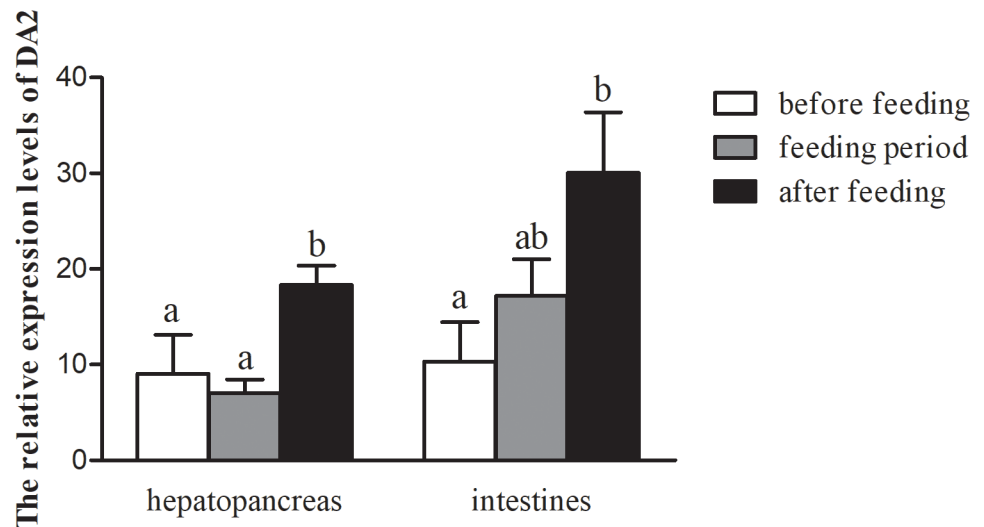 The relative expression levels of DA2
40
30
20
10
0
a
a
b
a
ab
b
hepatopancreas
intestines
before feeding
feeding period
after feeding